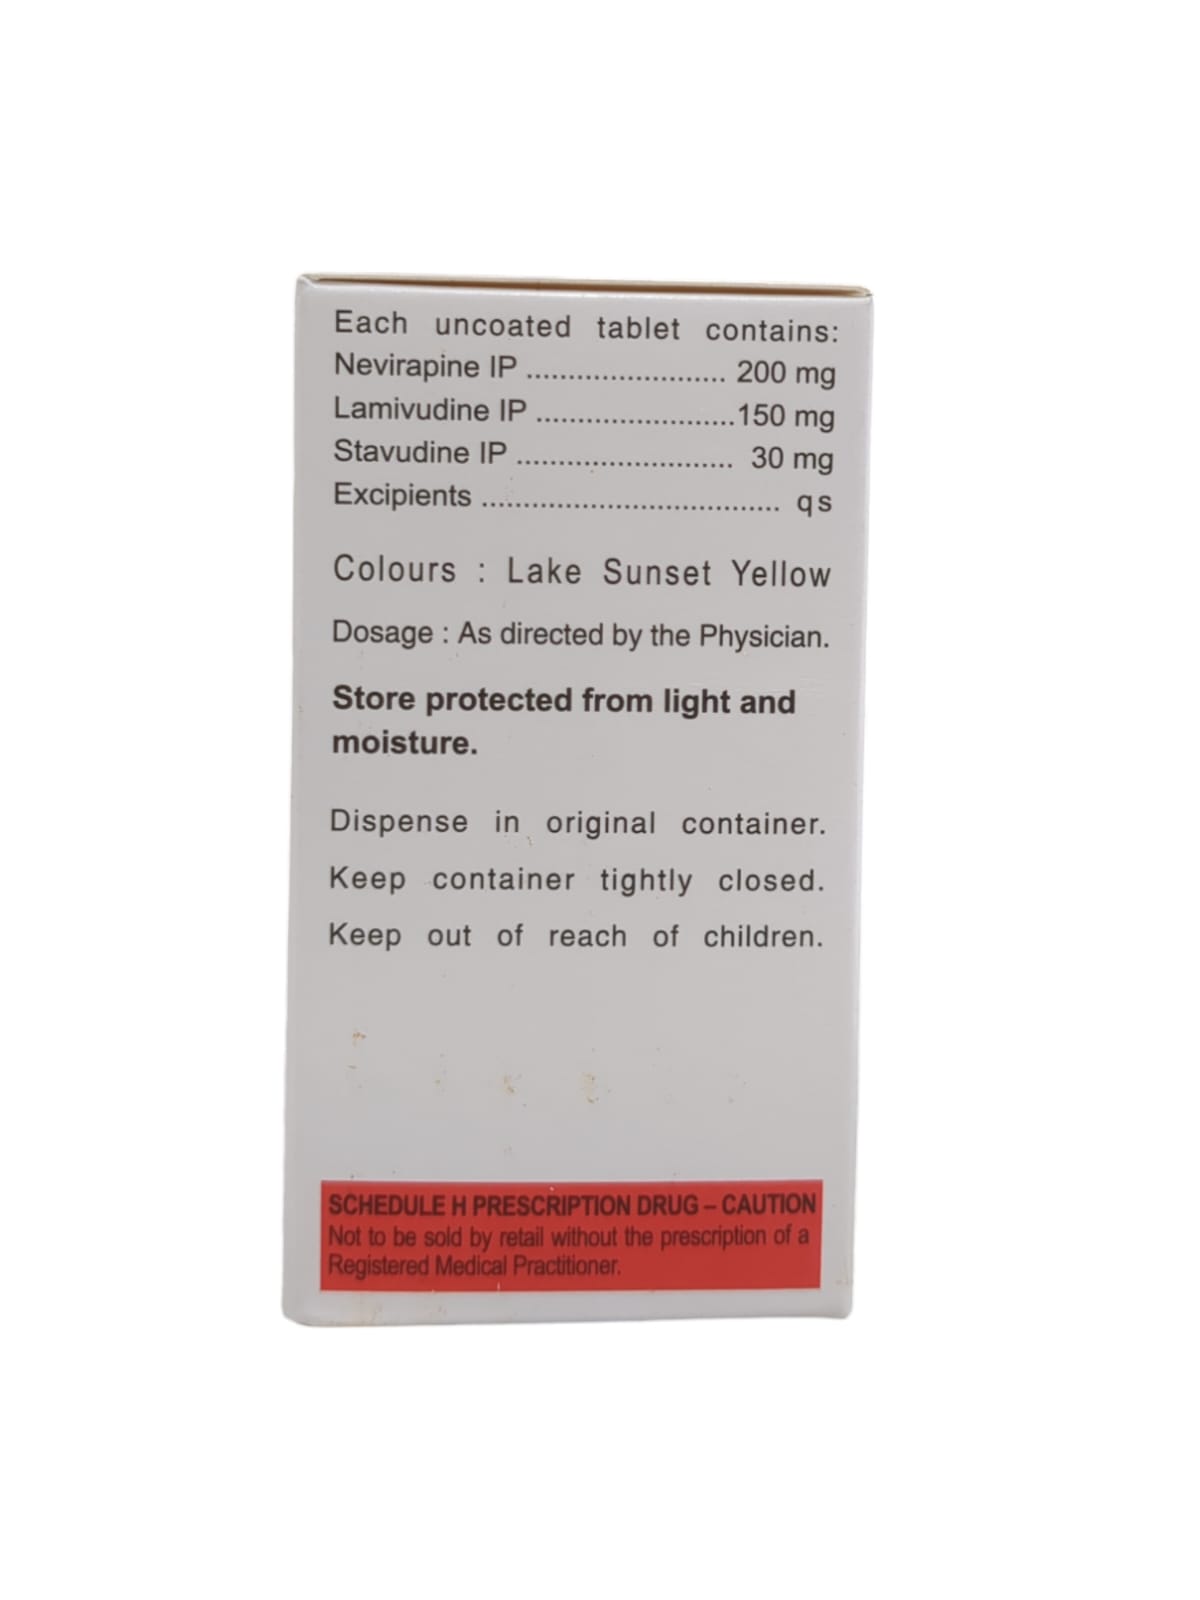 Each uncoated tablet contains:
Nevirapine IP ........................ 200 mg
Lamivudine IP ........................150 mg
Stavudine IP .......................... 30 mg
Excipients .................................... qs
Colours : Lake Sunset Yellow
Dosage : As directed by the Physician.
Store protected from light and
moisture.
Dispense in original container.
Keep container tightly closed.
Keep out of reach of children.
SCHEDULE H PRESCRIPTION DRUG – CAUTION
Not to be sold by retail without the prescription of a
Registered Medical Practitioner.